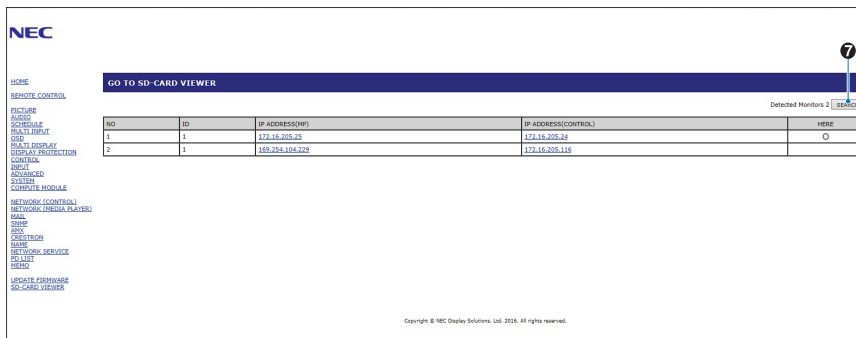 NEC
7
HOME
REMOTE CONTROL
PICTURE
AUDIO
SCHEDULE
MULTI INPUT
OSD
MULTI DISPLAY
DISPLAY PROTECTION
CONTROL
INPUT
ADVANCED
SYSTEM
COMPUTE MODULE
NETWORK (CONTROL)
NETWORK (MEDIA PLAYER)
MAIL
SNMP
AMX
CRESTRON
NAME
NETWORK SERVICE
PD LIST
MEMO
UPDATE FIRMWARE
SD-CARD VIEWER
GO TO SD-CARD VIEWER
Detected Monitors 2 SEARCH
NO ID IP ADDRESS(MP) IP ADDRESS(CONTROL) HERE
1 1 172.16.205.25 172.16.205.24 O
2 1 169.254.104.229 172.16.205.116
Copyright © NEC Display Solutions, Ltd. 2016. All rights reserved.